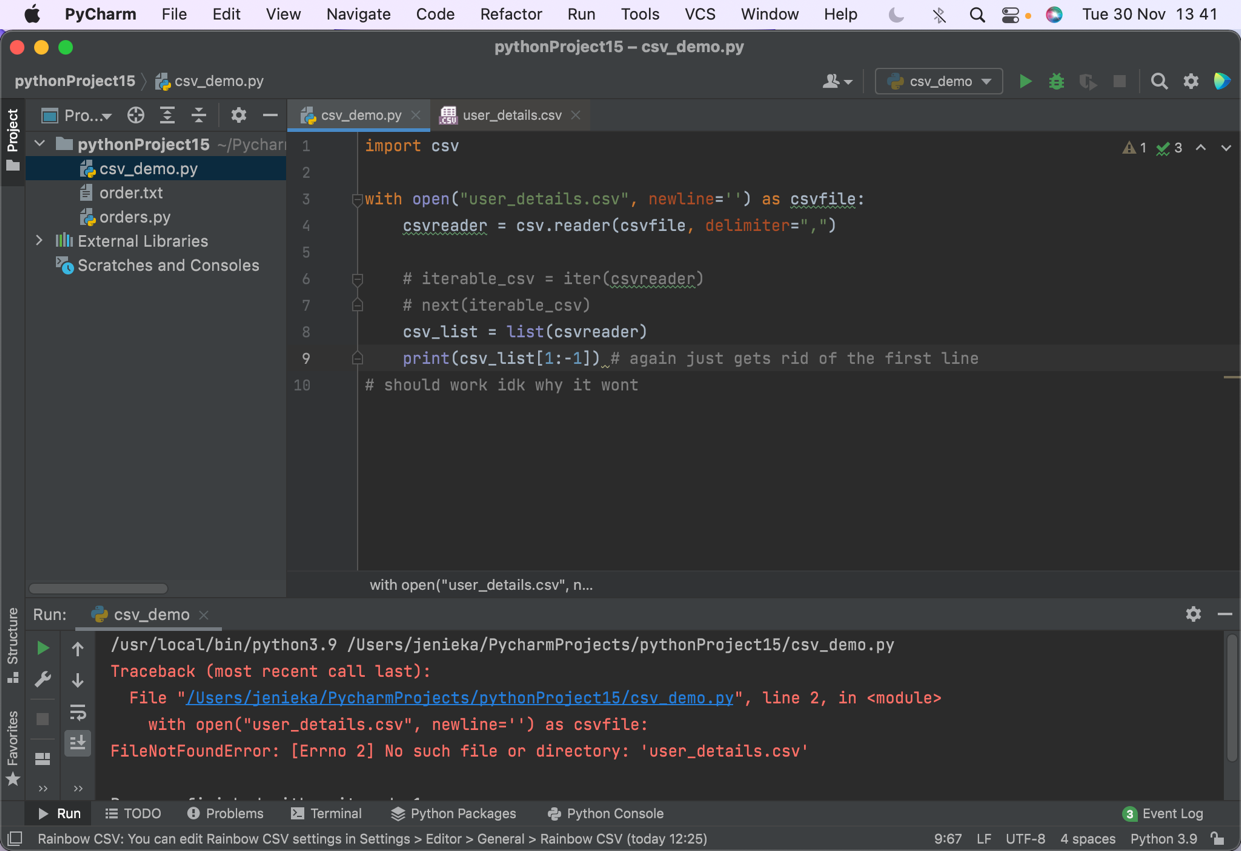 PyCharm File Edit View Navigate Code Refactor Run Tools VCS Window Help Tue 30 Nov 13 41
pythonProject15 – csv_demo.py
pythonProject15 csv_demo.py
csv_demo
Project
Pro...
csv_demo.py
user_details.csv
pythonProject15
csv_demo.py
order.txt
orders.py
External Libraries
Scratches and Consoles
1 3
1 import csv
2
3 with open("user_details.csv", newline='') as csvfile:
4 csvreader = csv.reader(csvfile, delimiter=",")
5
6 # iterable_csv = iter(csvreader)
7 # next(iterable_csv)
8 csv_list = list(csvreader)
9 print(csv_list[1:-1]) # again just gets rid of the first line
10 # should work idk why it wont
with open("user_details.csv", n...
Structure
Favorites
Run: csv_demo
/usr/local/bin/python3.9 /Users/jenieka/PycharmProjects/pythonProject15/csv_demo.py
Traceback (most recent call last):
File "/Users/jenieka/PycharmProjects/pythonProject15/csv_demo.py", line 2, in <module>
with open("user_details.csv", newline='') as csvfile:
FileNotFoundError: [Errno 2] No such file or directory: 'user_details.csv'
Run TODO Problems Terminal Python Packages Python Console 3 Event Log
Rainbow CSV: You can edit Rainbow CSV settings in Settings > Editor > General > Rainbow CSV (today 12:25) 9:67 LF UTF-8 4 spaces Python 3.9